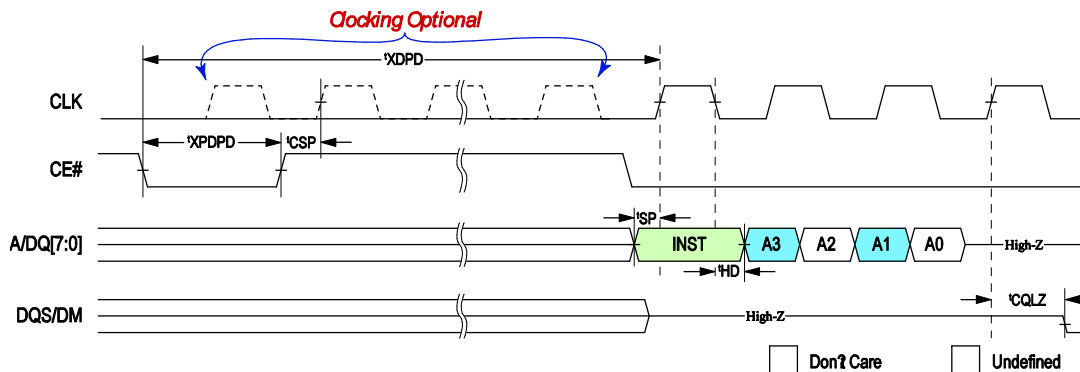 Clocking Optional
tXDPD
CLK
tXPDPD
tCSP
CE#
tSP
A/DQ[7:0]
INST
A3
A2
A1
A0
High-Z
tHD
tCQLZ
DQS/DM
High-Z
Don?t Care
Undefined